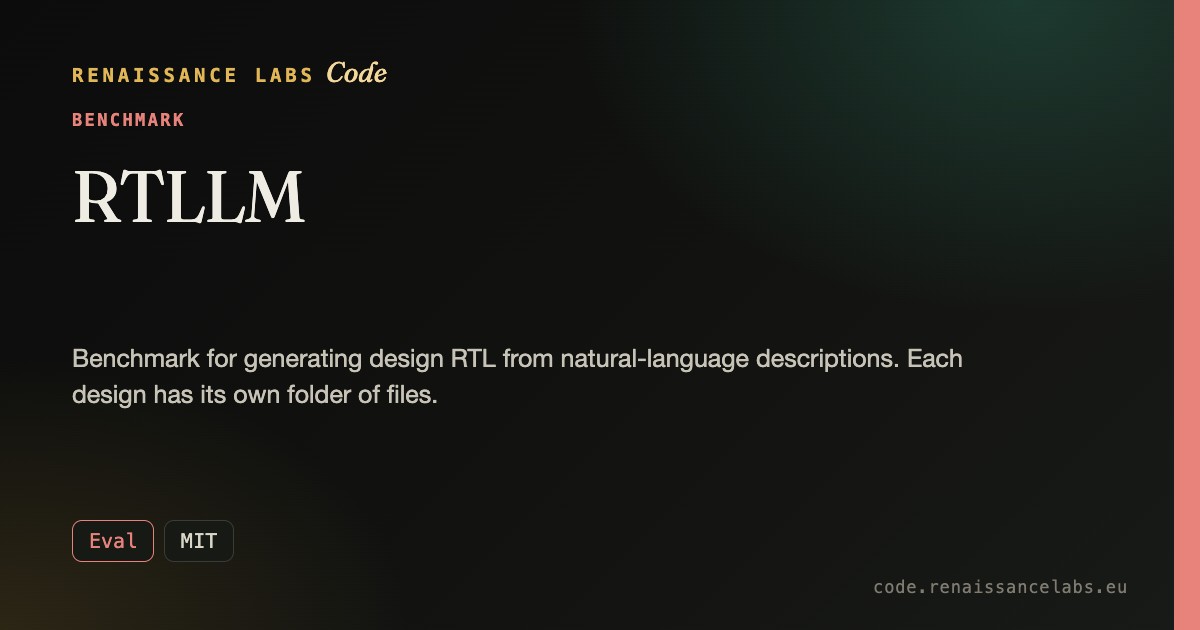 RENAISSANCE LABS Code
BENCHMARK
RTLLM
Benchmark for generating design RTL from natural-language descriptions. Each
design has its own folder of files.
Eval MIT
code.renaissancelabs.eu